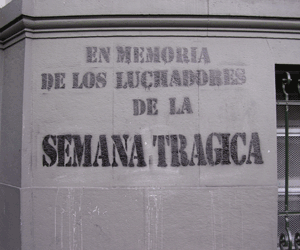 EN MEMORIA
DE LOS LUCHADORES
DE LA
SEMANA TRAGICA